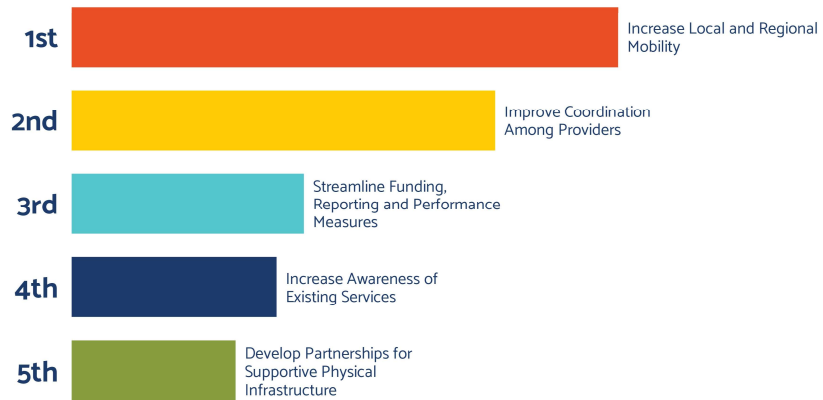 1st
Increase Local and Regional
Mobility
2nd
Improve Coordination
Among Providers
3rd
Streamline Funding,
Reporting and Performance
Measures
4th
Increase Awareness of
Existing Services
5th
Develop Partnerships for
Supportive Physical
Infrastructure